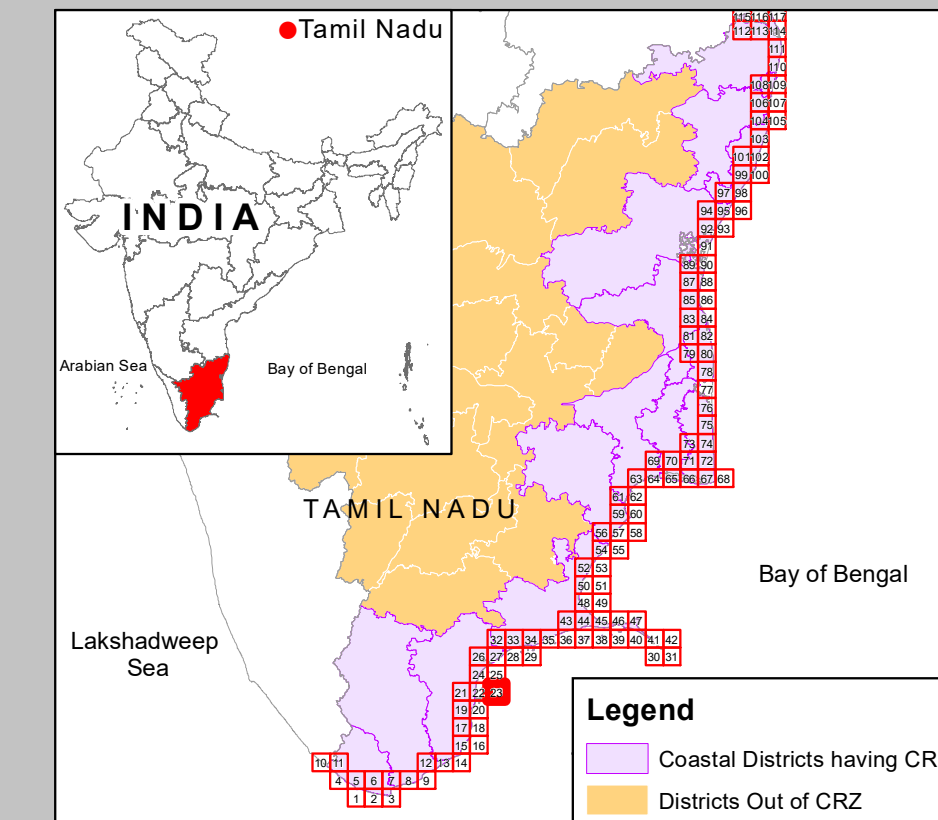 Tamil Nadu
INDIA
Arabian Sea
Bay of Bengal
115 116 117
112 113 114
111
110
108 109
106 107
104 105
103
101 102
99 100
97 98
94 95 96
92 93
91
89 90
87 88
85 86
83 84
81 82
79 80
78
77
76
75
73 74
69 70 71 72
63 64 65 66 67 68
61 62
TAMIL NADU
59 60
56 57 58
54 55
52 53
Bay of Bengal
50 51
48 49
43 44 45 46 47
Lakshadweep
Sea
32 33 34 35 36 37 38 39 40 41 42
26 27 28 29 30 31
24 25
21 22 23
19 20
17 18
15 16
10 11 12 13 14
4 5 6 7 8 9
1 2 3
Legend
Coastal Districts having CR
Districts Out of CRZ